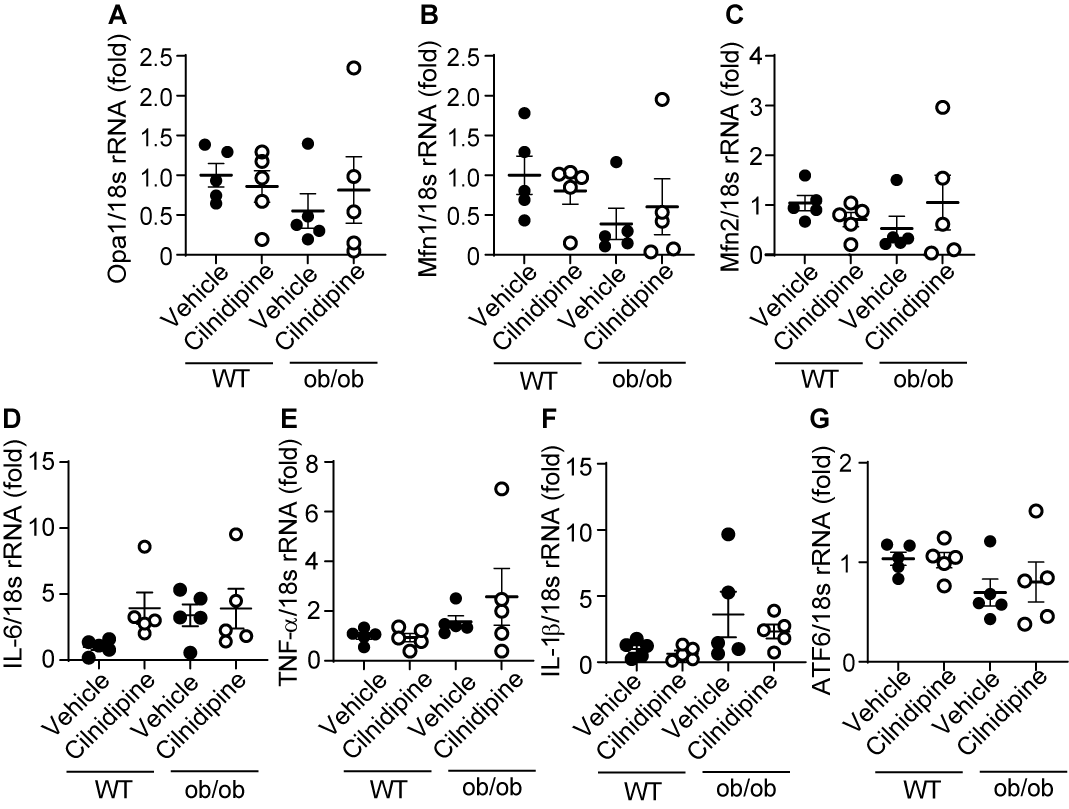 A
B
C
Opa1/18s rRNA (fold)
2.5
2.0
1.5
1.0
0.5
0
Vehicle
Cilnidipine
Vehicle
Cilnidipine
WT
ob/ob
Mfn1/18s rRNA (fold)
2.5
2.0
1.5
1.0
0.5
0
Vehicle
Cilnidipine
Vehicle
Cilnidipine
WT
ob/ob
Mfn2/18s rRNA (fold)
4
3
2
1
0
Vehicle
Cilnidipine
Vehicle
Cilnidipine
WT
ob/ob
D
E
F
G
IL-6/18s rRNA (fold)
15
10
5
0
Vehicle
Cilnidipine
Vehicle
Cilnidipine
WT
ob/ob
TNF-α/18s rRNA (fold)
8
6
4
2
0
Vehicle
Cilnidipine
Vehicle
Cilnidipine
WT
ob/ob
IL-1β/18s rRNA (fold)
15
10
5
0
Vehicle
Cilnidipine
Vehicle
Cilnidipine
WT
ob/ob
ATF6/18s rRNA (fold)
2
1
0
Vehicle
Cilnidipine
Vehicle
Cilnidipine
WT
ob/ob